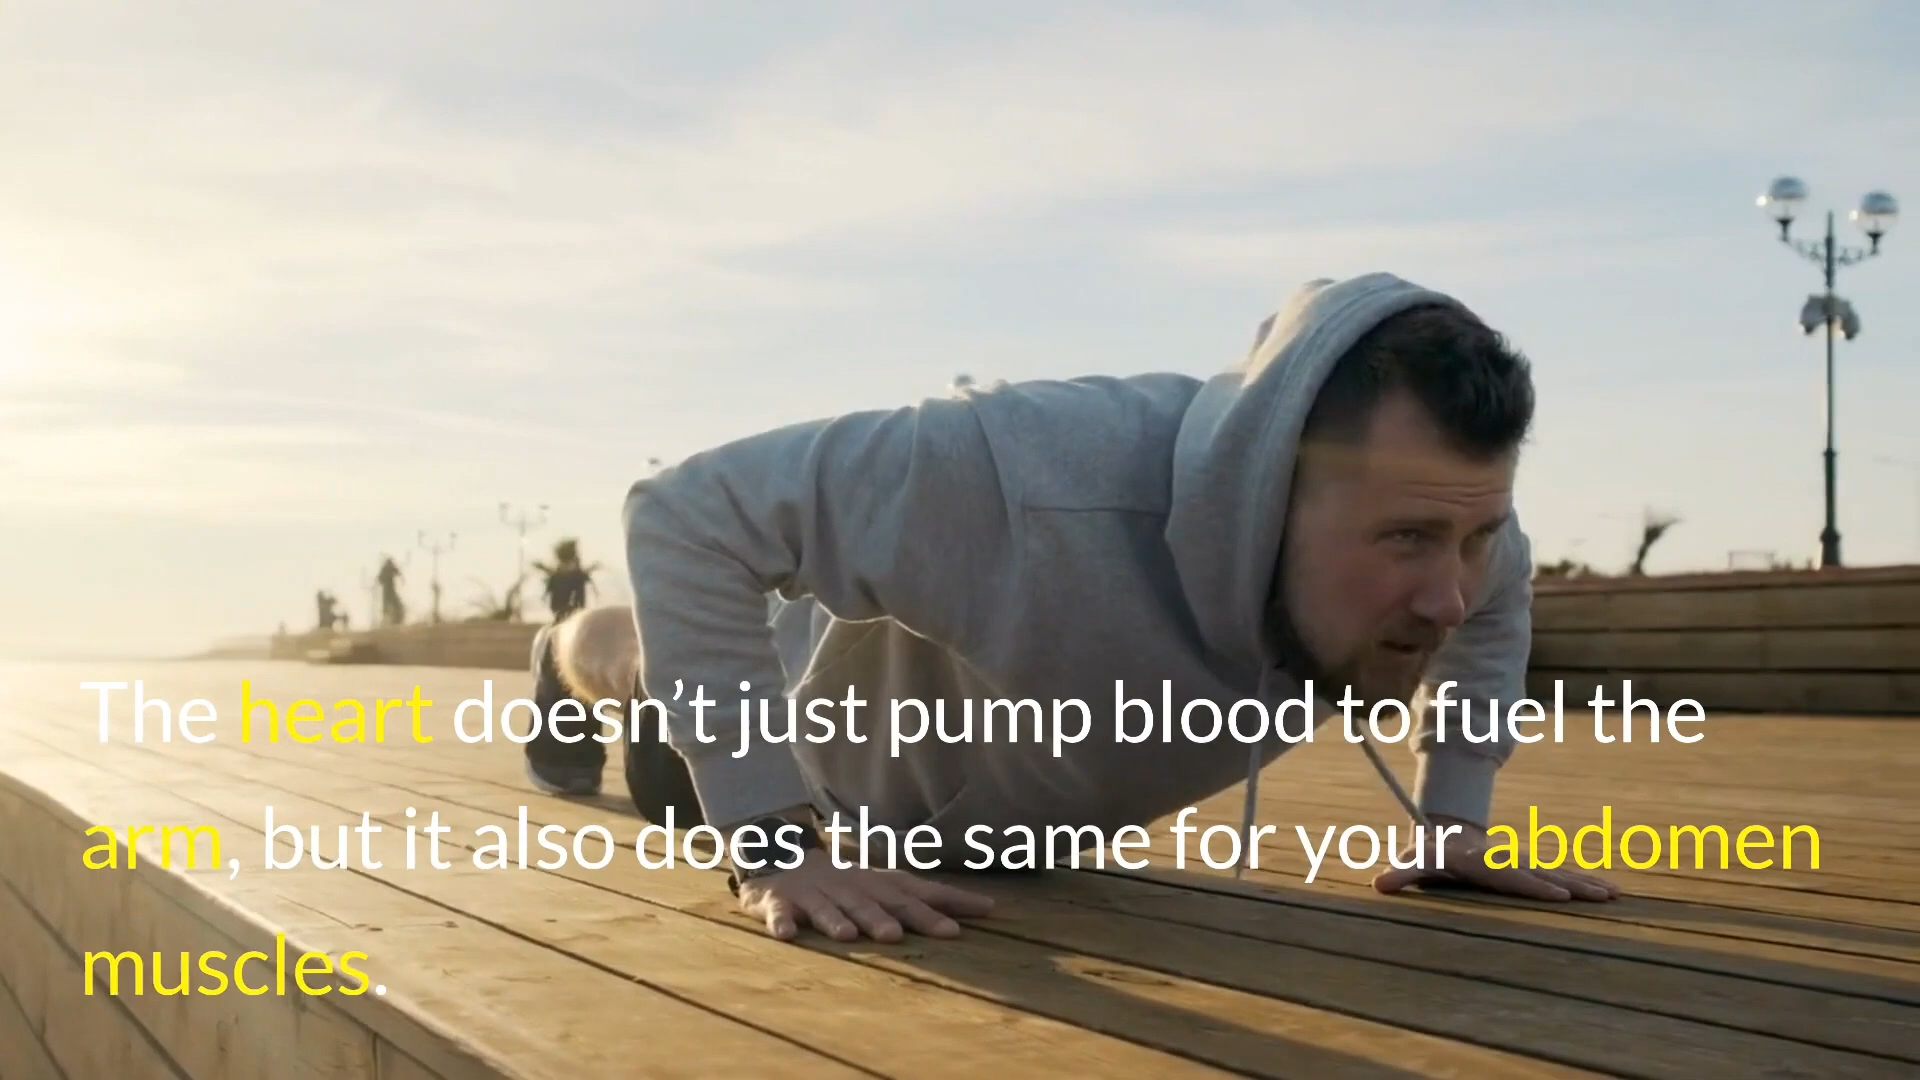 The heart doesn’t just pump blood to fuel the
arm, but it also does the same for your abdomen
muscles.